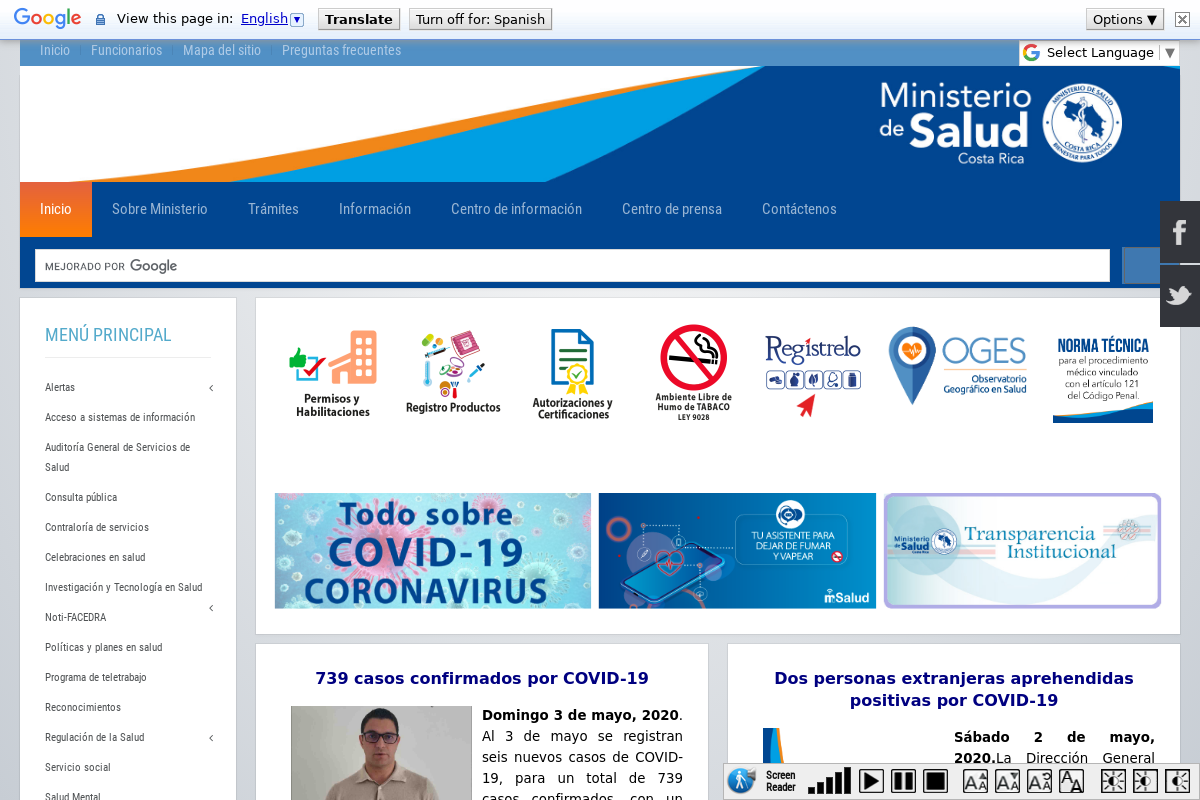 Google View this page in: English ▼ Translate Turn off for: Spanish Options ▼
Inicio Funcionarios Mapa del sitio Preguntas frecuentes
Select Language ▼
Ministerio
de Salud
Costa Rica
MINISTERIO DE SALUD
COSTA RICA
BIENESTAR PARA TODOS
Inicio Sobre Ministerio Trámites Información Centro de información Centro de prensa Contáctenos
MEJORADO POR Google
MENÚ PRINCIPAL
Alertas
Acceso a sistemas de información
Auditoría General de Servicios de
Salud
Consulta pública
Contraloría de servicios
Celebraciones en salud
Investigación y Tecnología en Salud
Noti-FACEDRA
Políticas y planes en salud
Programa de teletrabajo
Reconocimientos
Regulación de la Salud
Servicio social
Salud Mental
Permisos y
Habilitaciones
Registro Productos
Autorizaciones y
Certificaciones
Ambiente Libre de
Humo de TABACO
LEY 9028
Regístrelo
OGES
Observatorio
Geográfico en Salud
NORMA TÉCNICA
para el procedimiento
médico vinculado
con el artículo 121
del Código Penal.
Todo sobre
COVID-19
CORONAVIRUS
TU ASISTENTE PARA
DEJAR DE FUMAR
Y VAPEAR
mSalud
Ministerio
de Salud
Costa Rica
Transparencia
Institucional
739 casos confirmados por COVID-19
Domingo 3 de mayo, 2020.
Al 3 de mayo se registran
seis nuevos casos de COVID-
19, para un total de 739
casos confirmados, con un
Dos personas extranjeras aprehendidas
positivas por COVID-19
Sábado 2 de mayo,
2020.La Dirección General
Screen
Reader